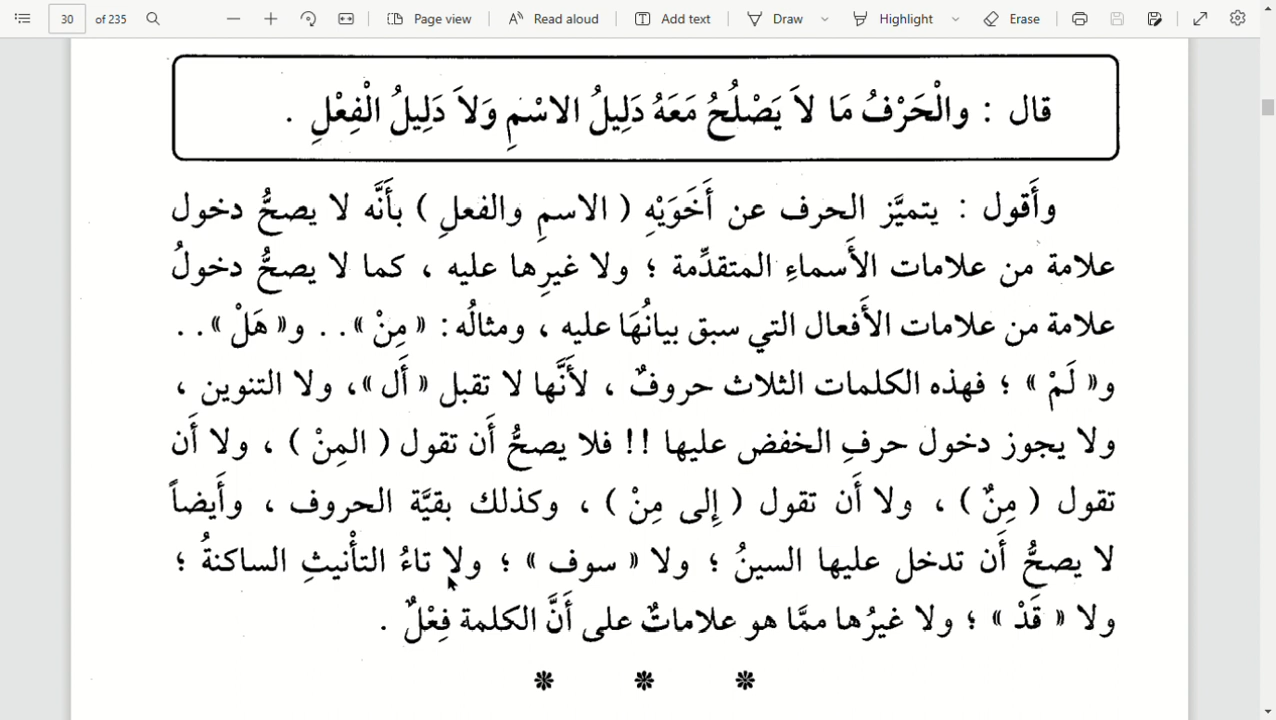 30 of 235 Page view Read aloud Add text Draw Highlight Erase
قال : والْحَرْفُ مَا لاَ يَصْلُحُ مَعَهُ دَلِيلُ الاسْمِ وَلاَ دَلِيلُ الْفِعْلِ .
وأَقول : يتميَّز الحرف عن أَخَوَيْهِ ( الاسمِ والفعلِ ) بأَنَّه لا يصحُّ دخول
علامة من علامات الأَسماءِ المتقدِّمة ؛ ولا غيرِها عليه ، كما لا يصحُّ دخولُ
علامة من علامات الأَفعال التي سبق بيانُهَا عليه ، ومثالُه : « مِنْ » . . و« هَلْ » . .
و« لَمْ » ؛ فهذه الكلمات الثلاث حروفٌ ، لأَنَّها لا تقبل « أَل »، ولا التنوين ،
ولا يجوز دخول حرفِ الخفض عليها !! فلا يصحُّ أَن تقول ( المِنْ ) ، ولا أَن
تقول ( مِنٌ ) ، ولا أَن تقول ( إِلى مِنْ ) ، وكذلك بقيَّة الحروف ، وأَيضاً
لا يصحُّ أَن تدخل عليها السينُ ؛ ولا « سوف » ؛ ولا تاءُ التأْنيثِ الساكنةُ ؛
ولا « قَدْ » ؛ ولا غيرُها ممَّا هو علاماتٌ على أَنَّ الكلمة فِعْلٌ .